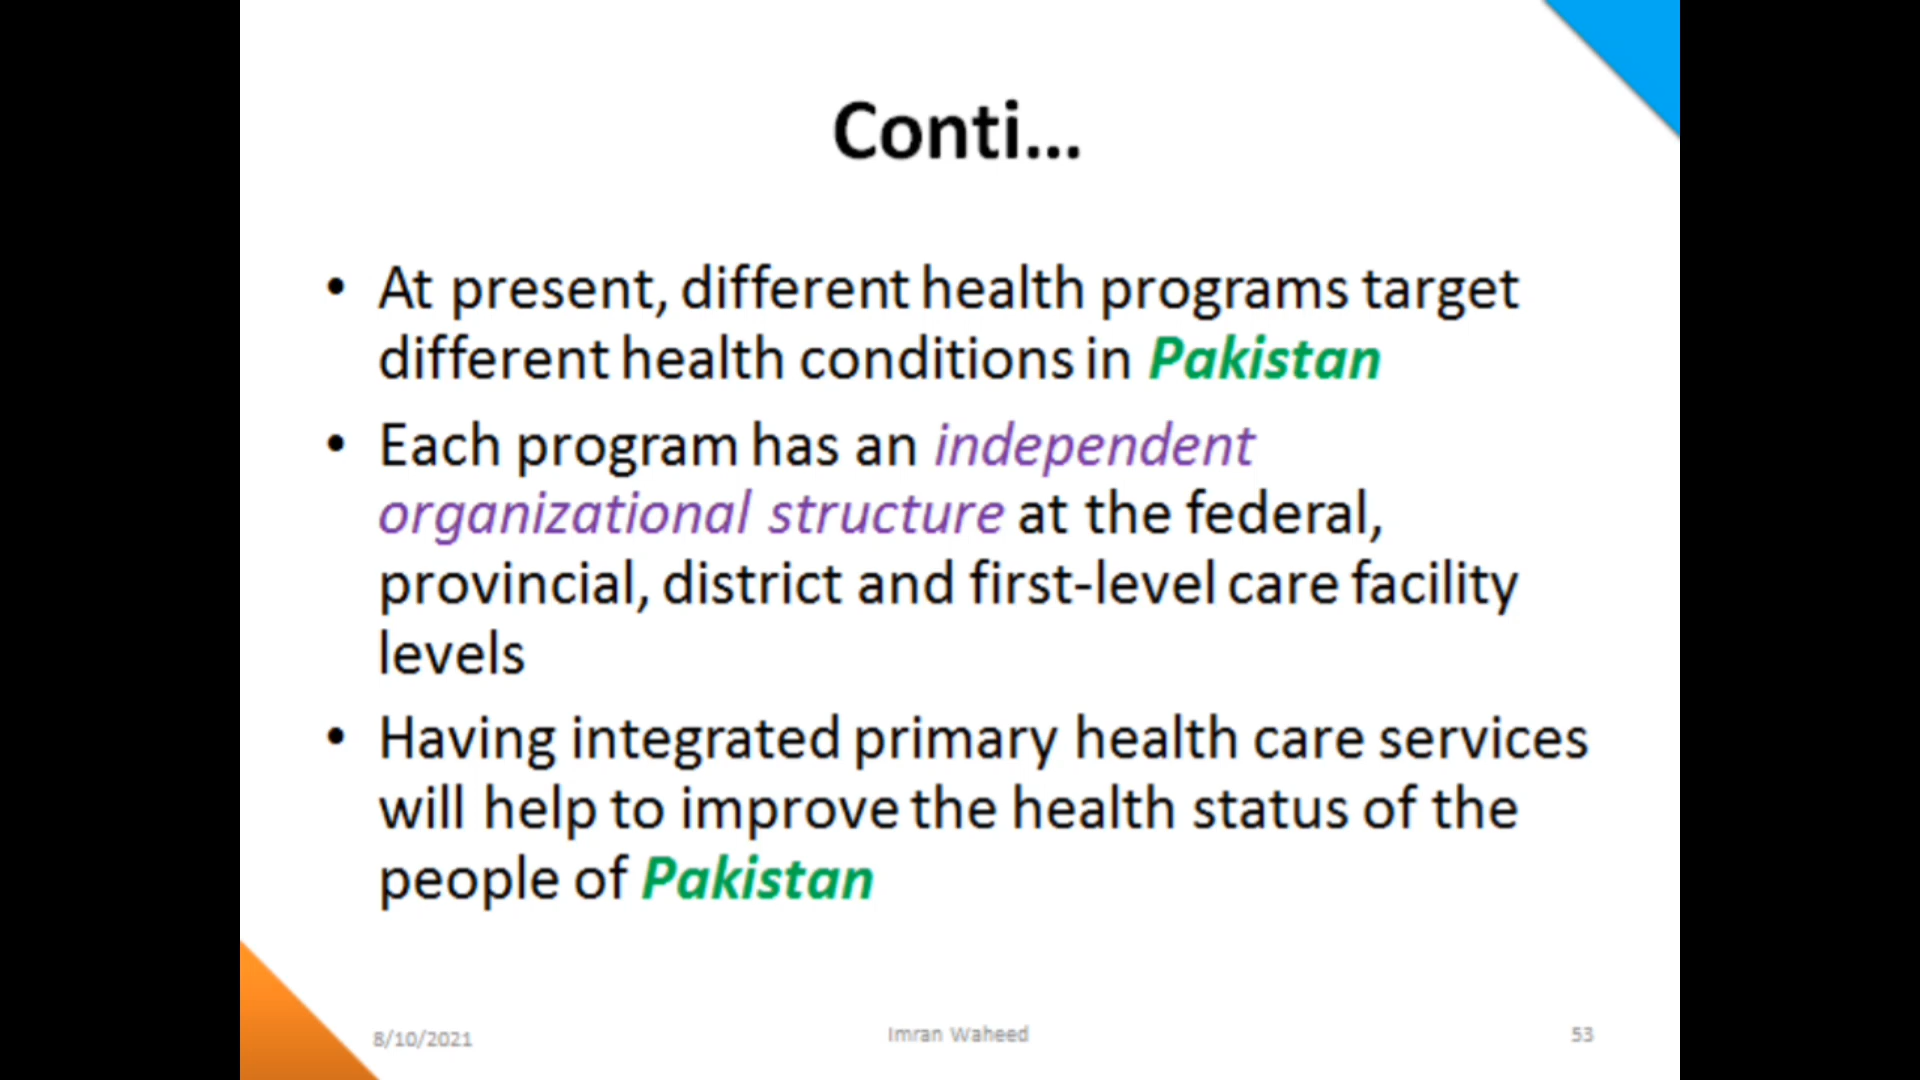 Conti...
• At present, different health programs target
different health conditions in Pakistan
• Each program has an independent
organizational structure at the federal,
provincial, district and first-level care facility
levels
• Having integrated primary health care services
will help to improve the health status of the
people of Pakistan
8/10/2021
Imran Waheed
53